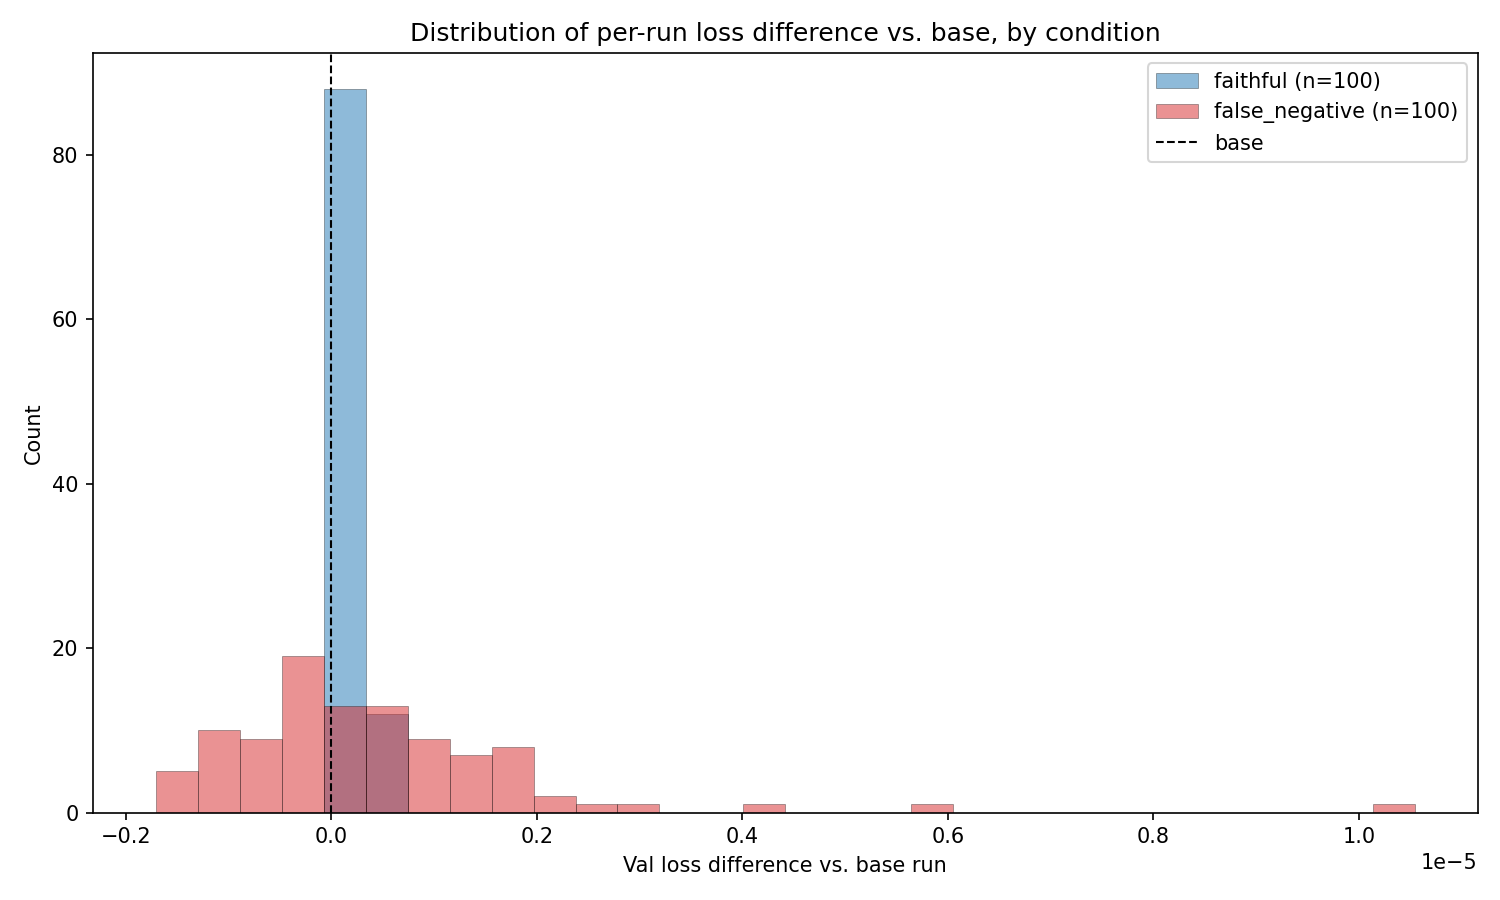 Distribution of per-run loss difference vs. base, by condition
faithful (n=100)
false_negative (n=100)
base
Count
80
60
40
20
0
−0.2
0.0
0.2
0.4
0.6
0.8
1.0
1e−5
Val loss difference vs. base run